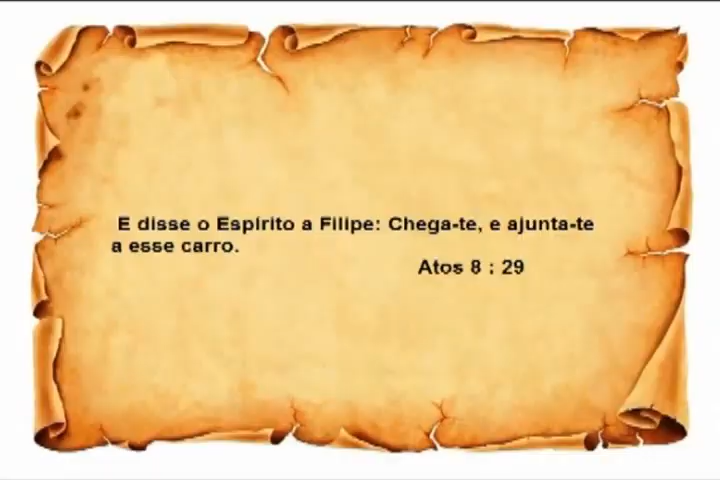 E disse o Espírito a Filipe: Chega-te, e ajunta-te
a esse carro.
Atos 8 : 29